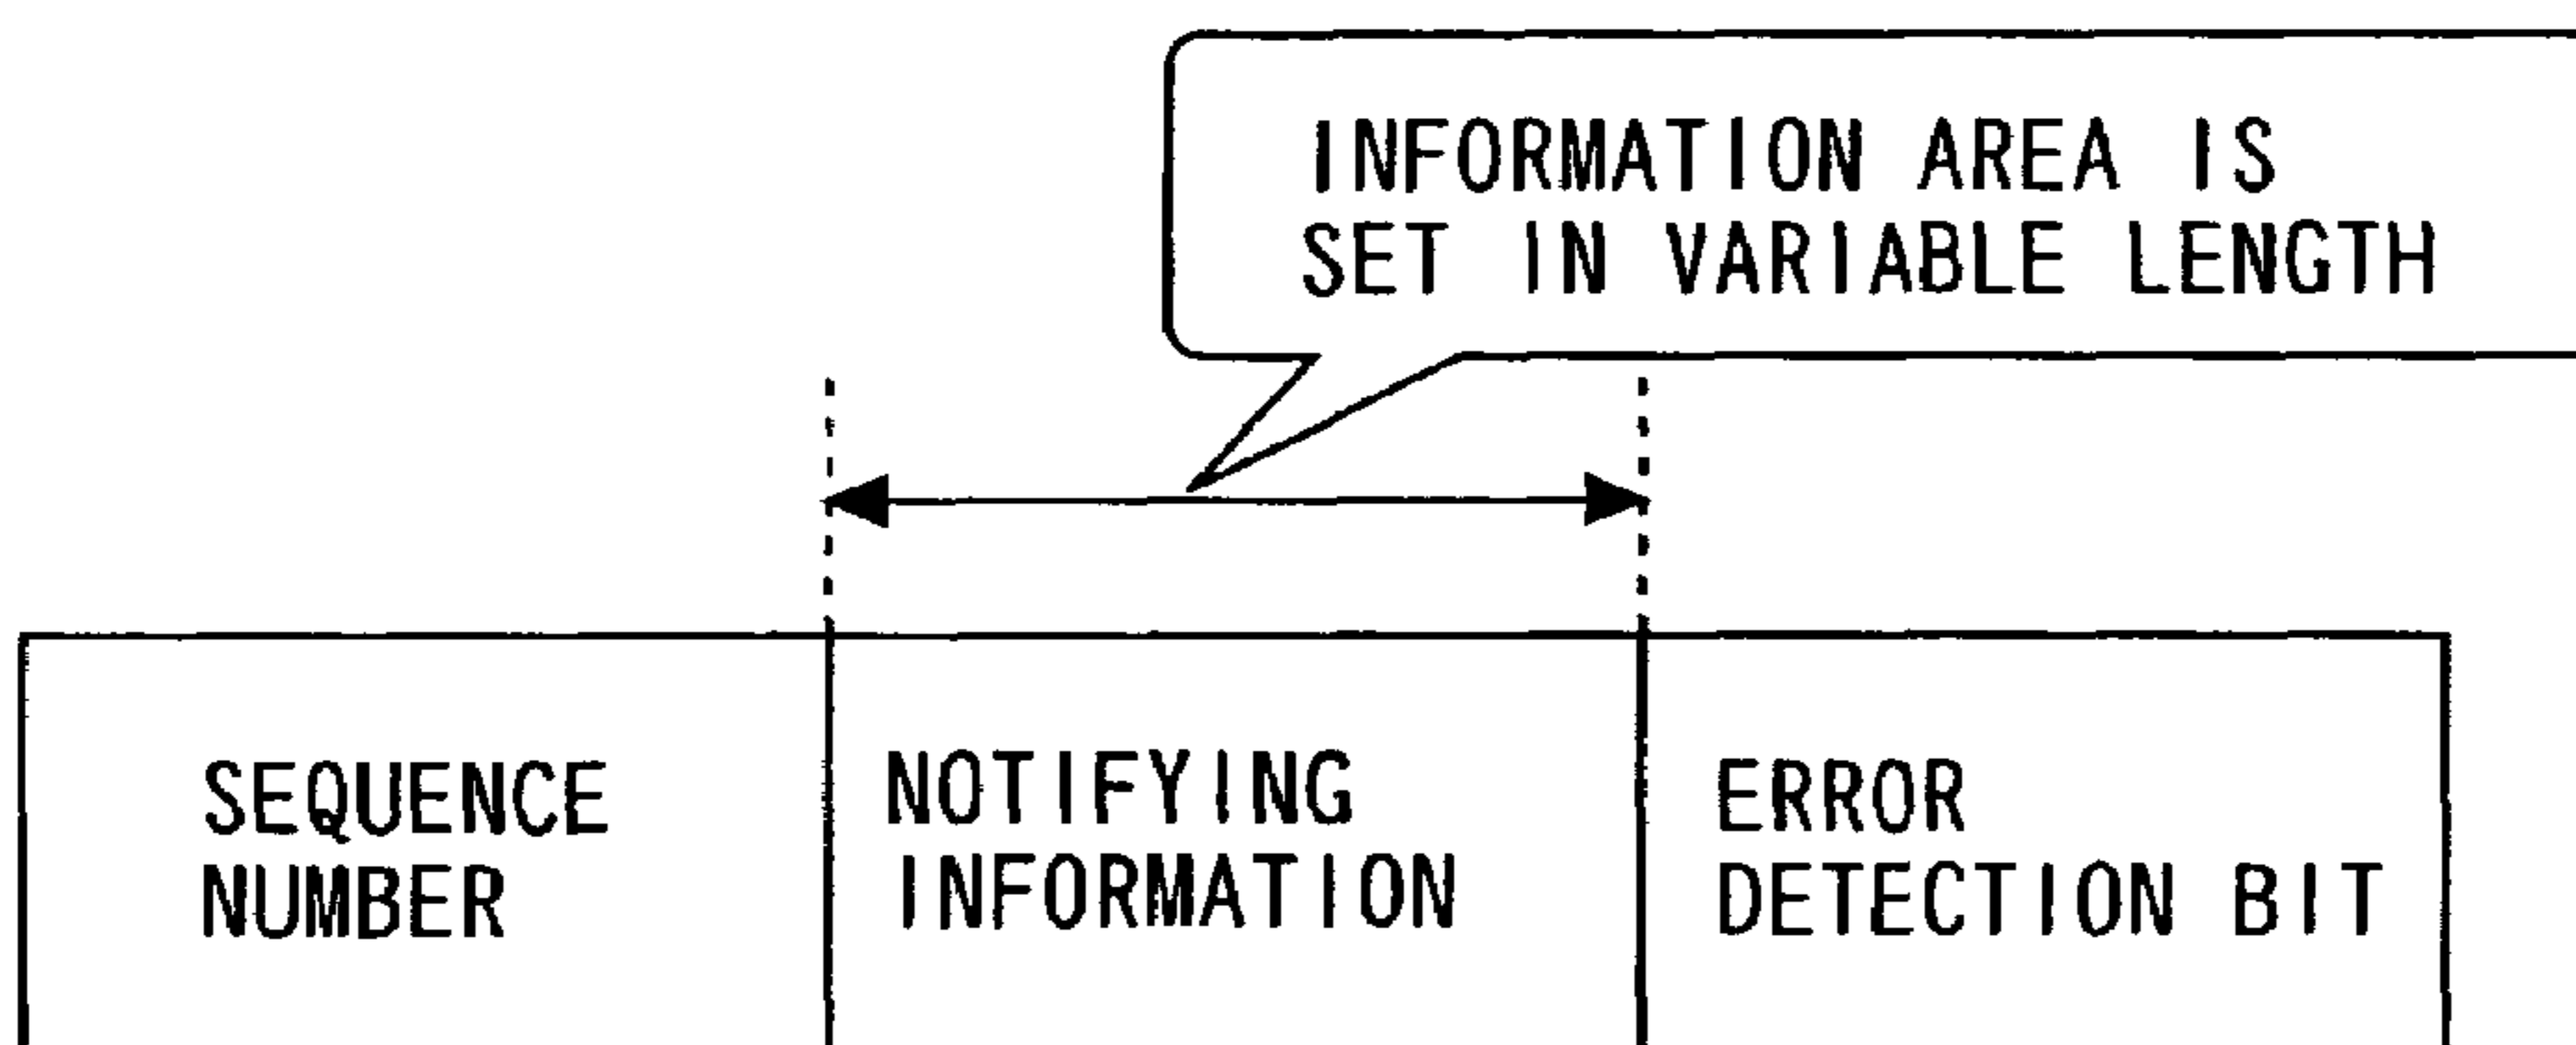 INFORMATION AREA IS
SET IN VARIABLE LENGTH
SEQUENCE
NUMBER
NOTIFYING
INFORMATION
ERROR
DETECTION BIT